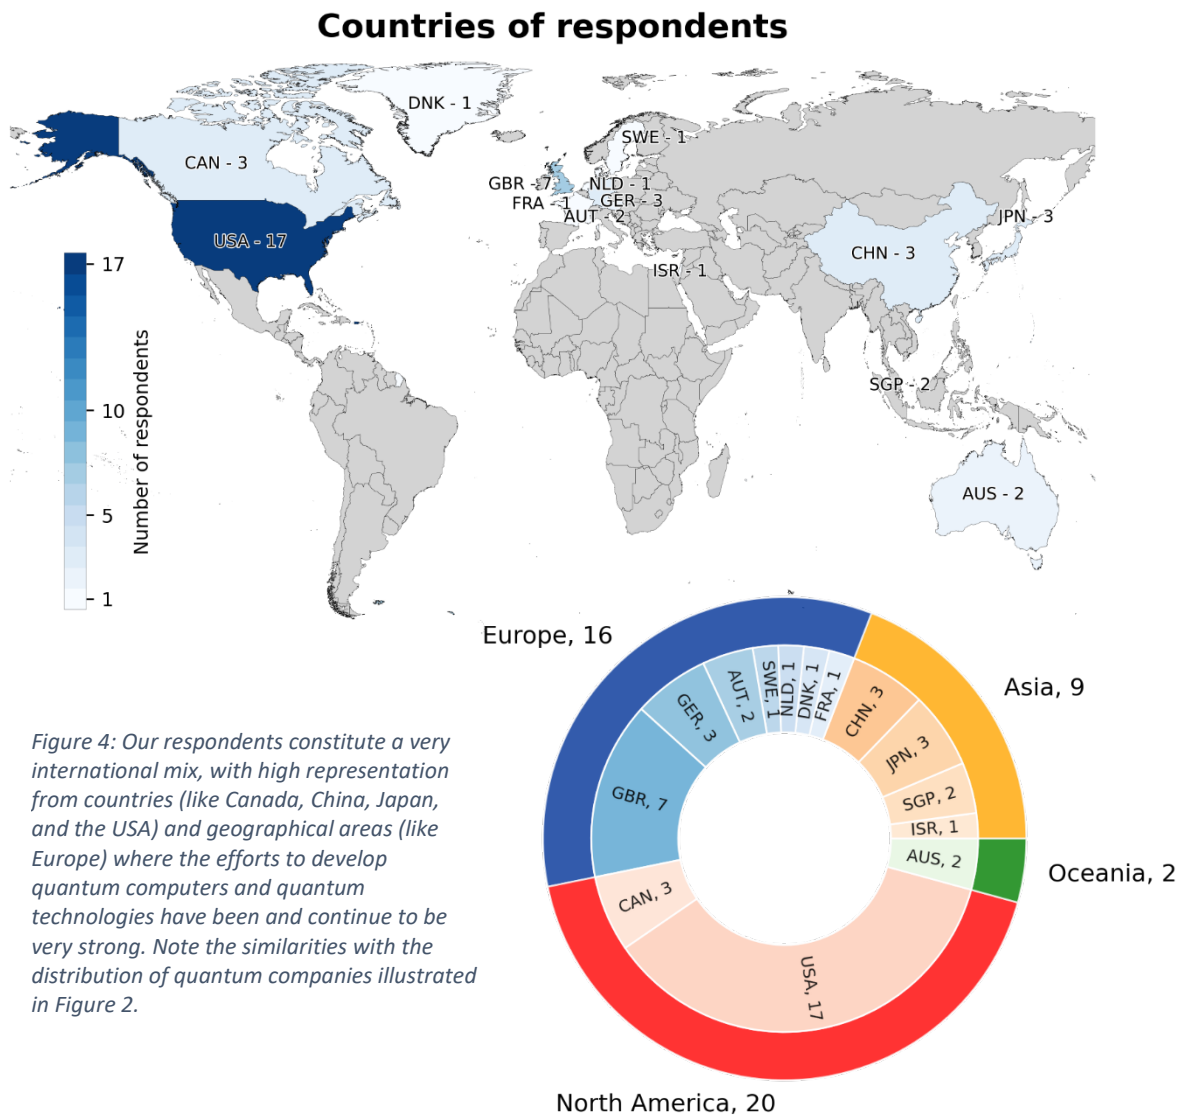 Countries of respondents
DNK - 1
SWE - 1
CAN - 3
GBR - 7
NLD - 1
FRA - 1
GER - 3
AUT - 2
JPN - 3
USA - 17
CHN - 3
ISR - 1
SGP - 2
AUS - 2
17
10
5
1
Number of respondents
Europe, 16
Asia, 9
Oceania, 2
North America, 20
GBR, 7
GER, 3
AUT, 2
SWE, 1
NLD, 1
DNK, 1
FRA, 1
CHN, 3
JPN, 3
SGP, 2
ISR, 1
AUS, 2
CAN, 3
USA, 17
Figure 4: Our respondents constitute a very
international mix, with high representation
from countries (like Canada, China, Japan,
and the USA) and geographical areas (like
Europe) where the efforts to develop
quantum computers and quantum
technologies have been and continue to be
very strong. Note the similarities with the
distribution of quantum companies illustrated
in Figure 2.